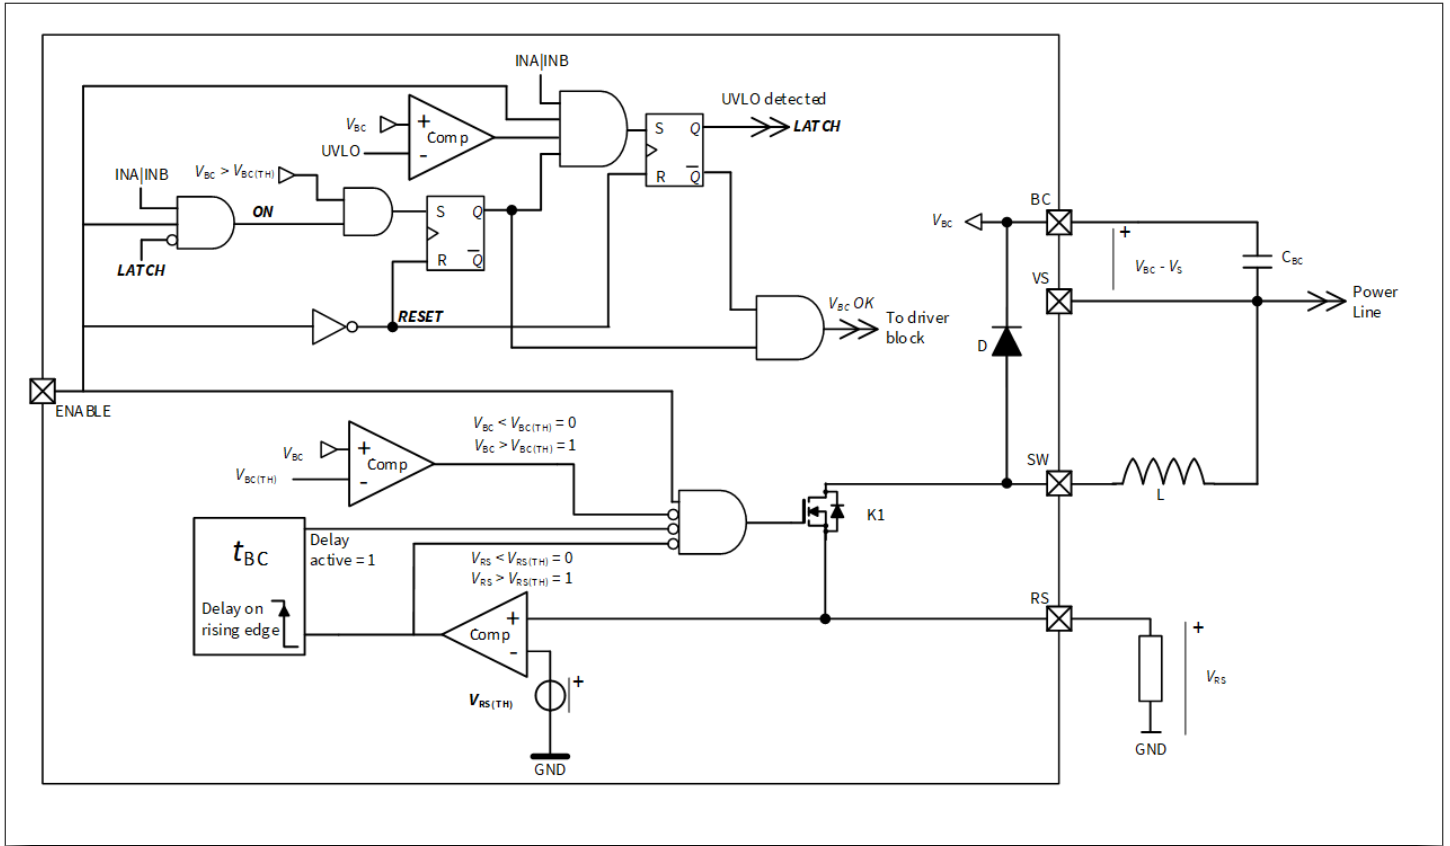 INA|INB
UVLO detected
LATCH
V_BC
+
Comp
-
UVLO
S Q
R Q̅
INA|INB
V_BC > V_BC(TH)
ON
LATCH
S Q
R Q̅
RESET
V_BC OK
To driver
block
BC
V_BC
+
V_BC - V_S
C_BC
VS
Power
Line
D
ENABLE
V_BC < V_BC(TH) = 0
V_BC > V_BC(TH) = 1
V_BC
+
Comp
V_BC(TH)
-
SW
L
K1
t_BC
Delay
active = 1
Delay on
rising edge
V_RS < V_RS(TH) = 0
V_RS > V_RS(TH) = 1
+
Comp
-
V_RS(TH)
+
GND
RS
+
V_RS
GND